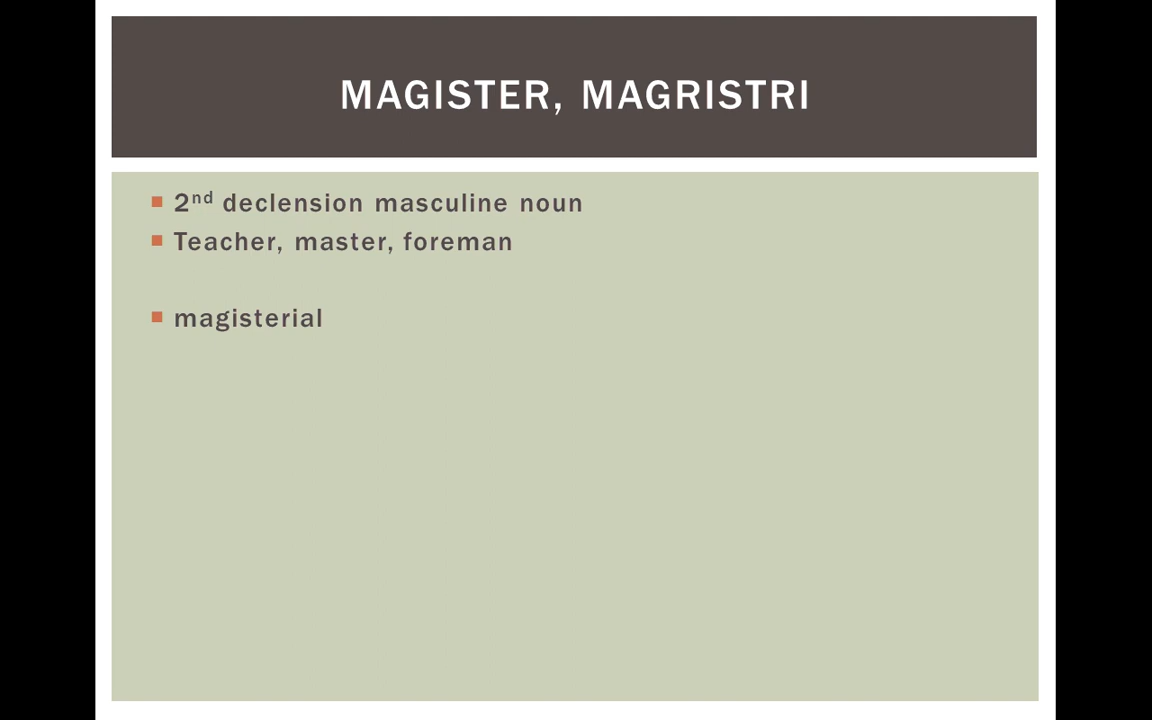 MAGISTER, MAGRISTRI
2nd declension masculine noun
Teacher, master, foreman
magisterial